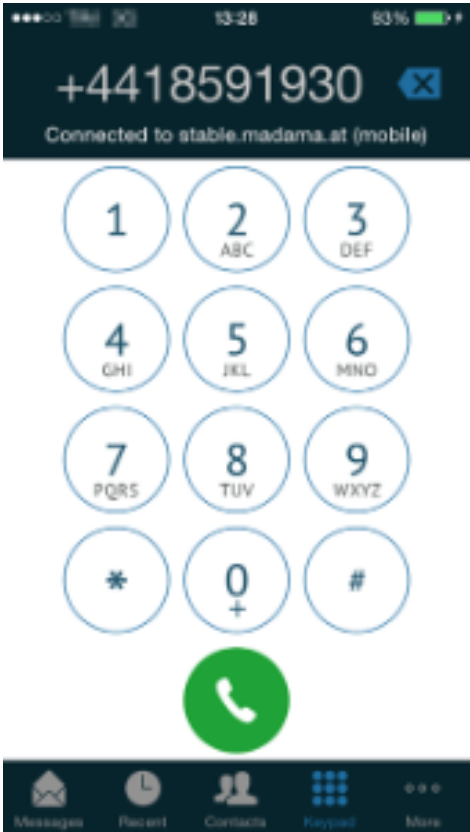 13:28 93%
+4418591930
Connected to stable.madama.at (mobile)
1 2 3
ABC DEF
4 5 6
GHI JKL MNO
7 8 9
PQRS TUV WXYZ
* 0 #
+
Messages Recent Contacts Keypad More